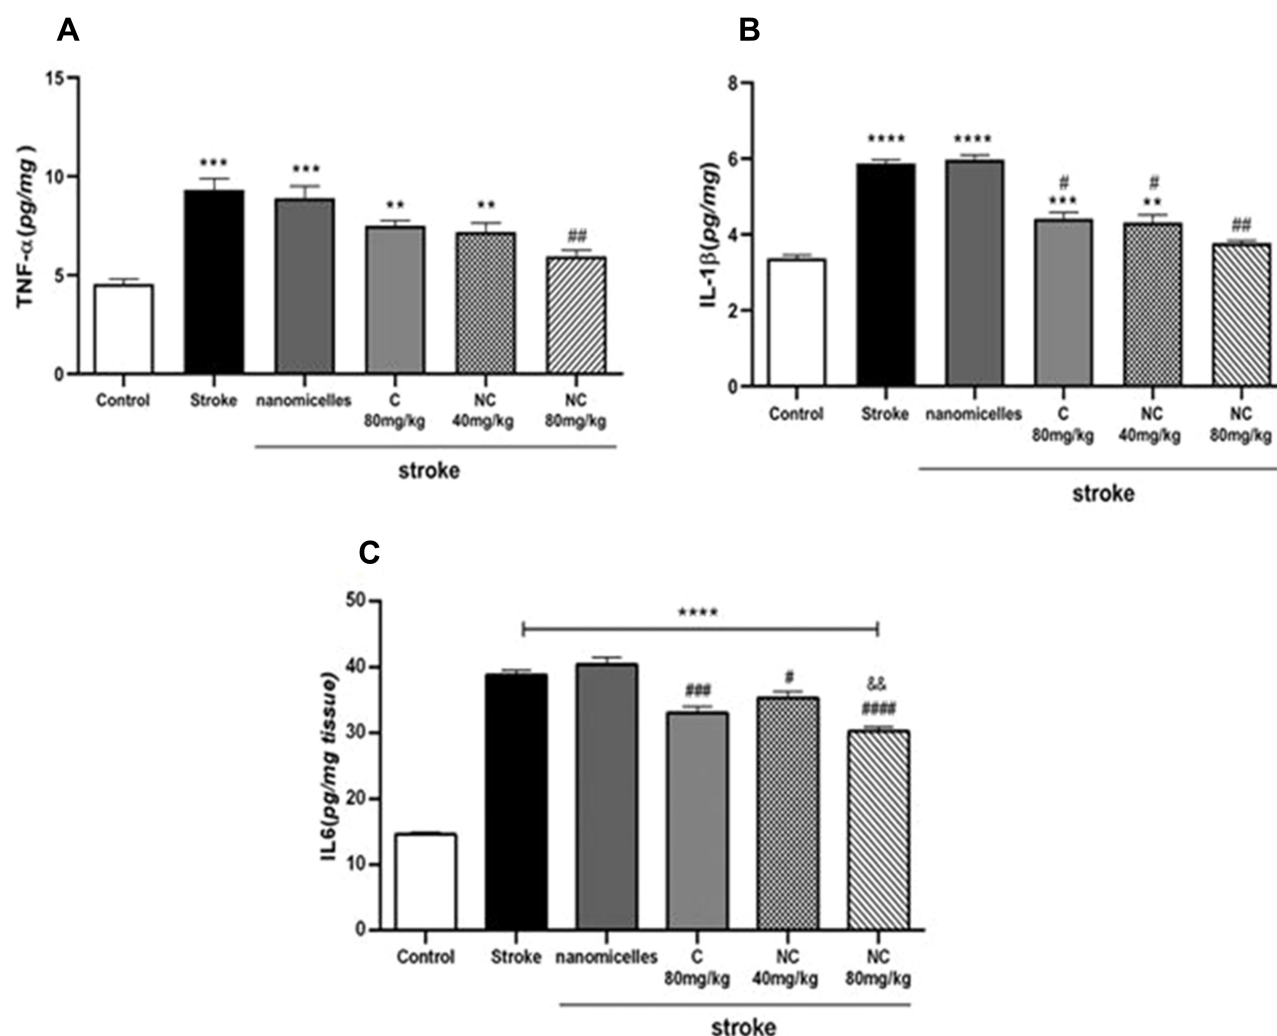 A
TNF-α(pg/mg )
15
10
5
0
***
***
**
**
##
Control
Stroke
nanomicelles
C
80mg/kg
NC
40mg/kg
NC
80mg/kg
stroke
B
IL-1β(pg/mg)
8
6
4
2
0
****
****
#
***
#
**
##
Control
Stroke
nanomicelles
C
80mg/kg
NC
40mg/kg
NC
80mg/kg
stroke
C
IL6(pg/mg tissue)
50
40
30
20
10
0
****
###
#
&&
####
Control
Stroke
nanomicelles
C
80mg/kg
NC
40mg/kg
NC
80mg/kg
stroke